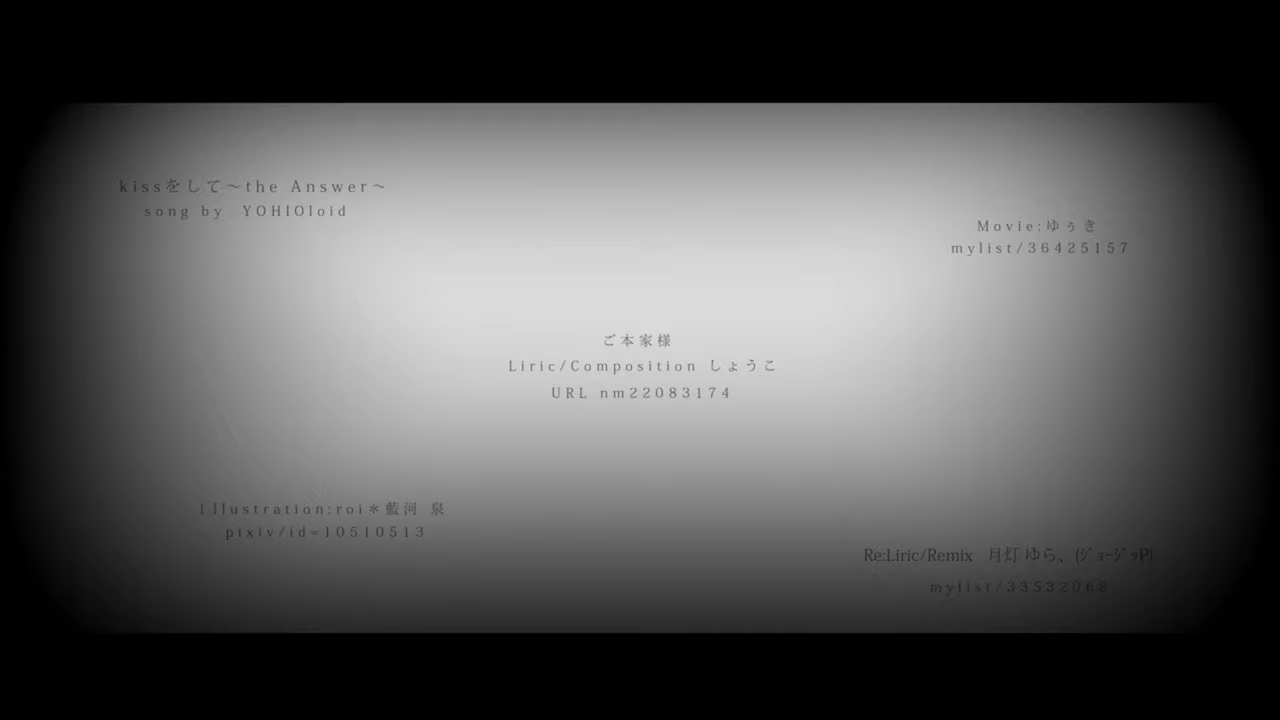 kissをして～the Answer～
song by YOHIOloid
Movie:ゆぅき
mylist/36425157
ご本家様
Liric/Composition しょうこ
URL nm22083174
Illustration:roi＊藍河 泉
pixiv/id=10510513
Re:Liric/Remix 月灯 ゆら、(ｼﾞｮｰｼﾞｯP)
mylist/33532068